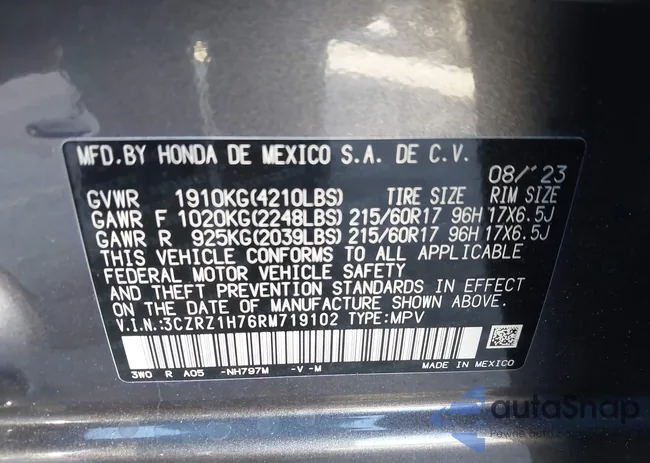 MFD.BY HONDA DE MEXICO S.A. DE C.V. 08/'23
GVWR 1910KG(4210LBS) TIRE SIZE RIM SIZE
GAWR F 1020KG(2248LBS) 215/60R17 96H 17X6.5J
GAWR R 925KG(2039LBS) 215/60R17 96H 17X6.5J
THIS VEHICLE CONFORMS TO ALL APPLICABLE
FEDERAL MOTOR VEHICLE SAFETY
AND THEFT PREVENTION STANDARDS IN EFFECT
ON THE DATE OF MANUFACTURE SHOWN ABOVE.
V.I.N.:3CZRZ1H76RM719102 TYPE:MPV
3W0 R A05 -NH797M -V-M MADE IN MEXICO
autoSnap